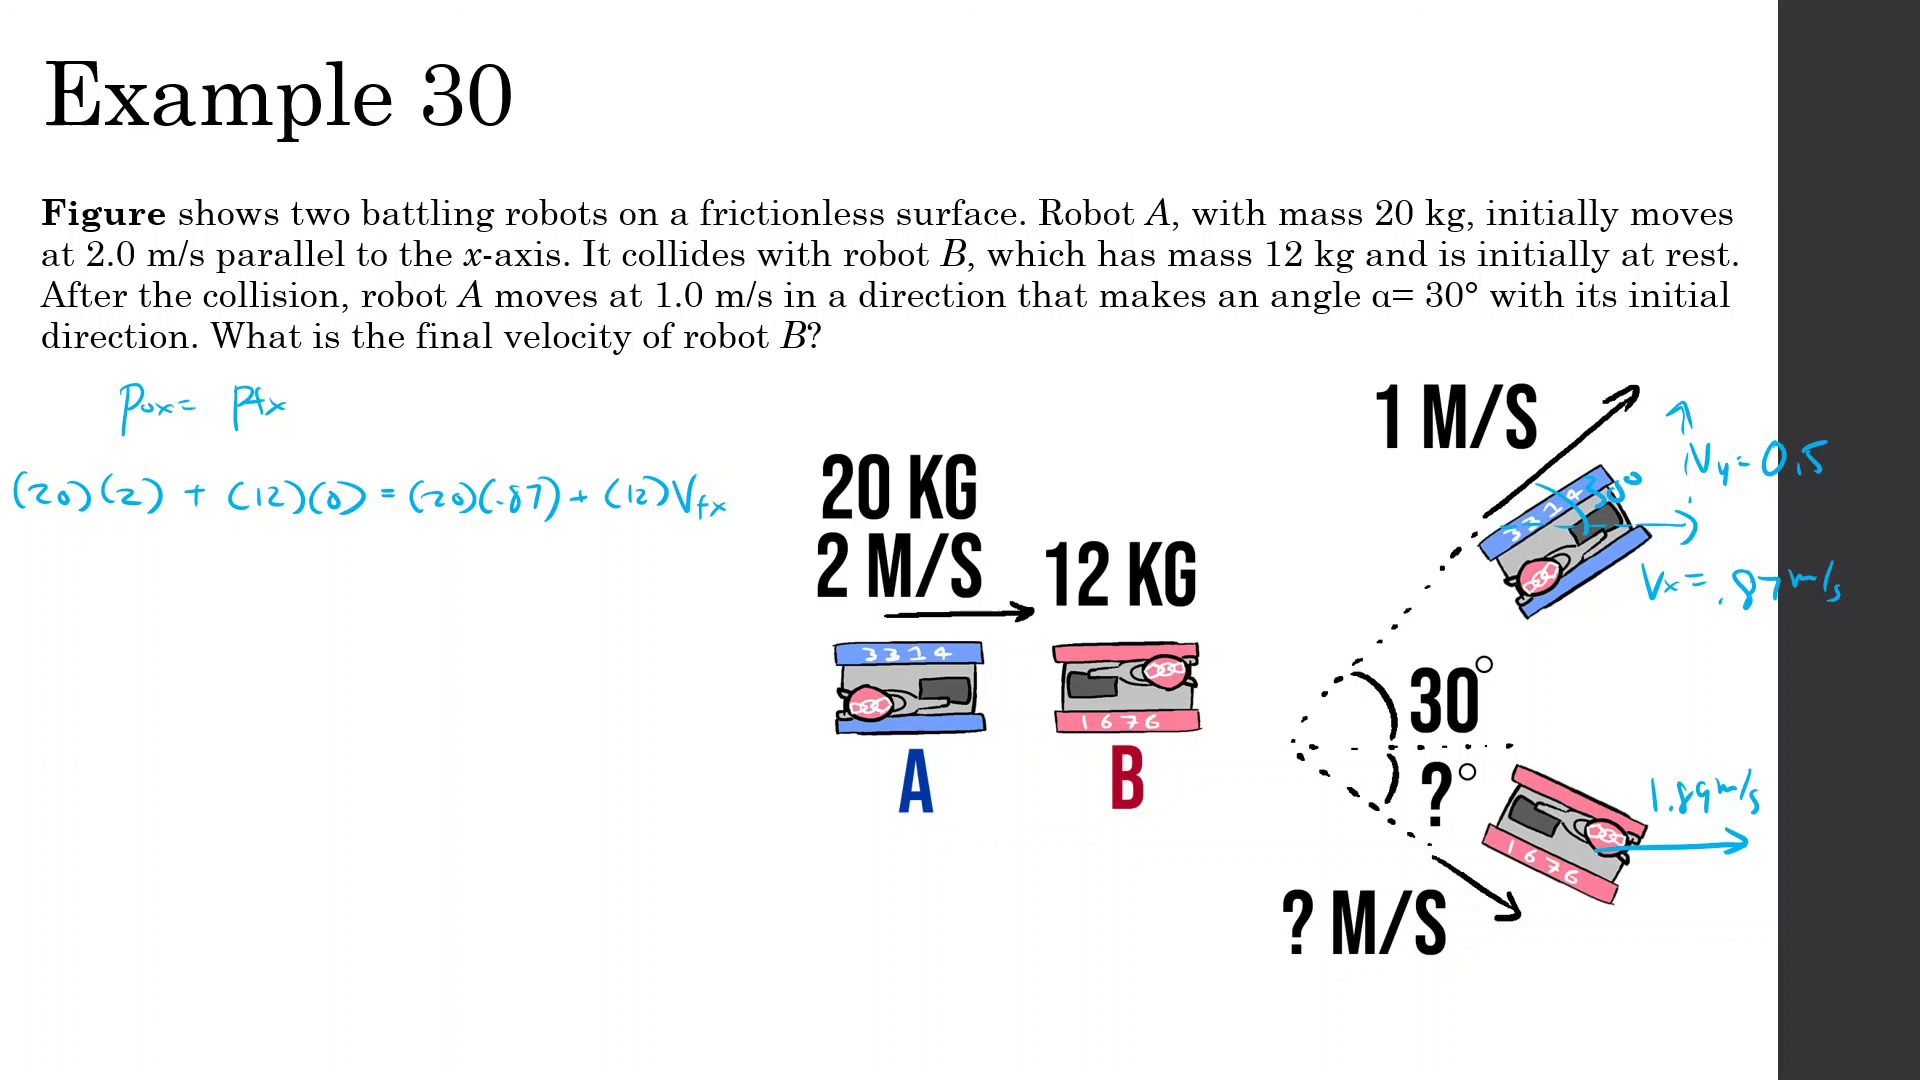 Example 30
Figure shows two battling robots on a frictionless surface. Robot A, with mass 20 kg, initially moves
at 2.0 m/s parallel to the x-axis. It collides with robot B, which has mass 12 kg and is initially at rest.
After the collision, robot A moves at 1.0 m/s in a direction that makes an angle α= 30° with its initial
direction. What is the final velocity of robot B?
Pox = Pfx
(20)(2) + (12)(0) = (20)(.87) + (12)Vfx
20 KG
2 M/S
12 KG
3314
1676
A
B
1 M/S
Vy = 0.5
30°
3314
Vx = .87 m/s
30°
?°
1.89 m/s
1676
? M/S